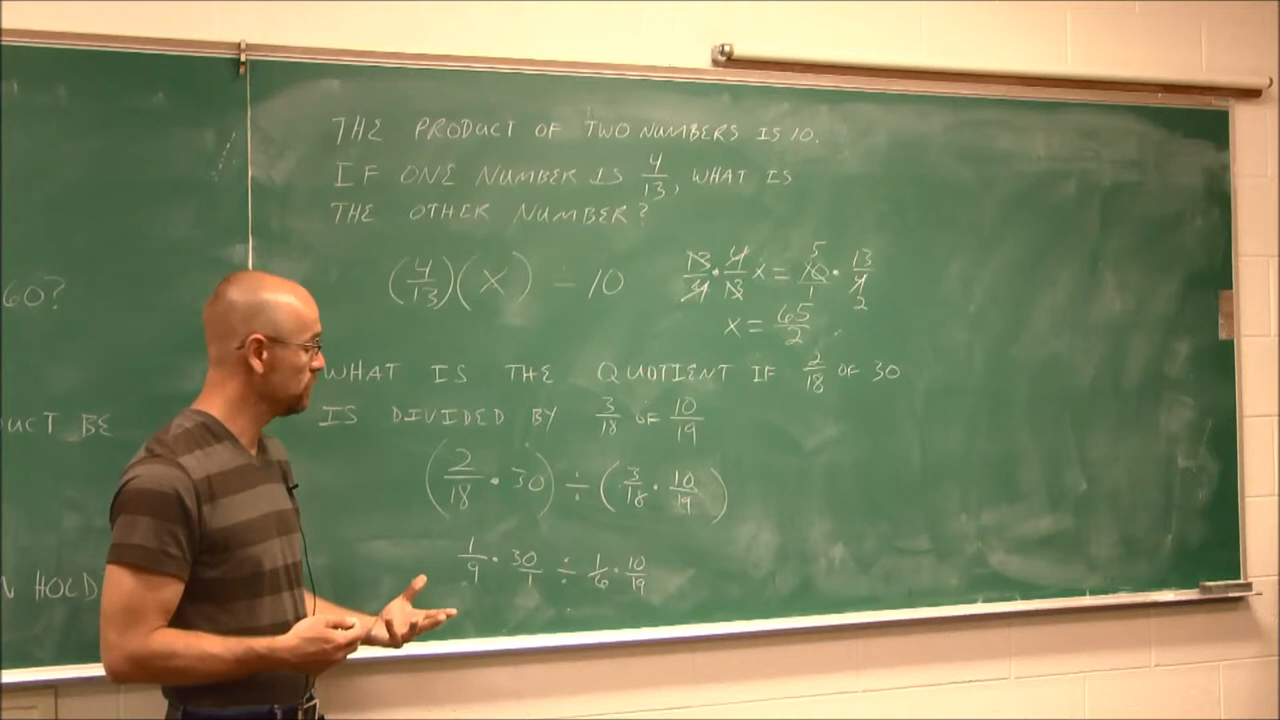 60?
UCT BE
N HOLD
THE PRODUCT OF TWO NUMBERS IS 10.
IF ONE NUMBER IS 4/13, WHAT IS
THE OTHER NUMBER?
(4/13)(X) = 10
13/4 · 4/13 x = 10/1 · 13/4 5 2
x = 65/2
WHAT IS THE QUOTIENT IF 2/18 OF 30
IS DIVIDED BY 3/18 OF 10/19
(2/18 · 30) ÷ (3/18 · 10/19)
1/9 · 30/1 ÷ 1/6 · 10/19